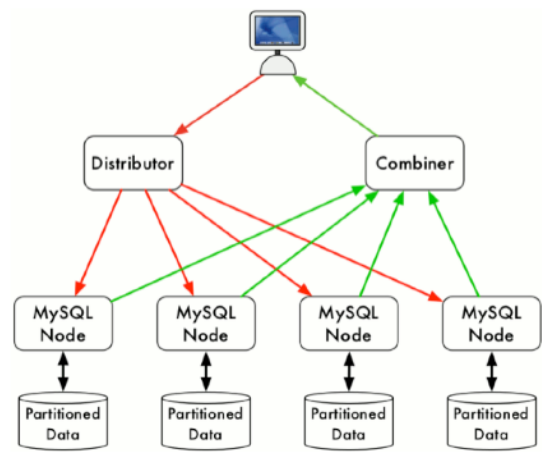 Distributor
Combiner
MySQL
Node
MySQL
Node
MySQL
Node
MySQL
Node
Partitioned
Data
Partitioned
Data
Partitioned
Data
Partitioned
Data